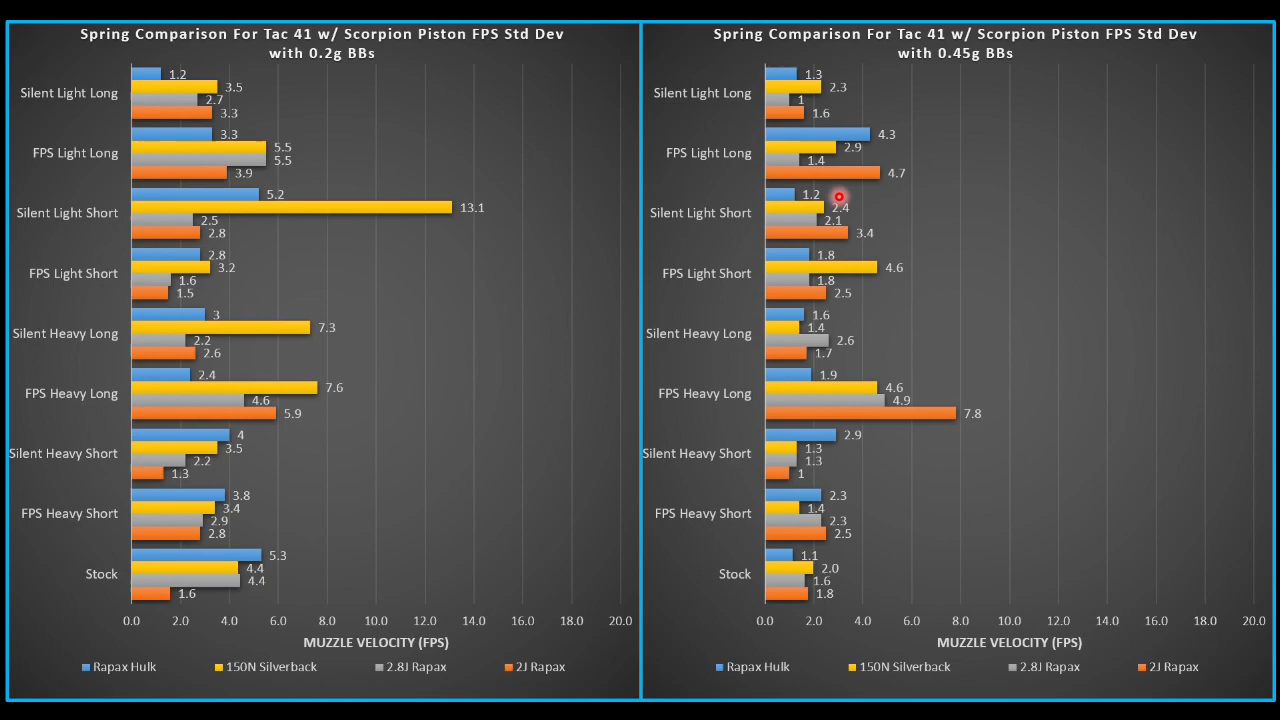 Spring Comparison For Tac 41 w/ Scorpion Piston FPS Std Dev
with 0.2g BBs
Silent Light Long
1.2
3.5
2.7
3.3
FPS Light Long
3.3
5.5
5.5
3.9
Silent Light Short
5.2
13.1
2.5
2.8
FPS Light Short
2.8
3.2
1.6
1.5
Silent Heavy Long
3
7.3
2.2
2.6
FPS Heavy Long
2.4
7.6
4.6
5.9
Silent Heavy Short
4
3.5
2.2
1.3
FPS Heavy Short
3.8
3.4
2.9
2.8
Stock
5.3
4.4
4.4
1.6
0.0 2.0 4.0 6.0 8.0 10.0 12.0 14.0 16.0 18.0 20.0
MUZZLE VELOCITY (FPS)
Rapax Hulk 150N Silverback 2.8J Rapax 2J Rapax
Spring Comparison For Tac 41 w/ Scorpion Piston FPS Std Dev
with 0.45g BBs
Silent Light Long
1.3
2.3
1
1.6
FPS Light Long
4.3
2.9
1.4
4.7
Silent Light Short
1.2
2.4
2.1
3.4
FPS Light Short
1.8
4.6
1.8
2.5
Silent Heavy Long
1.6
1.4
2.6
1.7
FPS Heavy Long
1.9
4.6
4.9
7.8
Silent Heavy Short
2.9
1.3
1.3
1
FPS Heavy Short
2.3
1.4
2.3
2.5
Stock
1.1
2.0
1.6
1.8
0.0 2.0 4.0 6.0 8.0 10.0 12.0 14.0 16.0 18.0 20.0
MUZZLE VELOCITY (FPS)
Rapax Hulk 150N Silverback 2.8J Rapax 2J Rapax